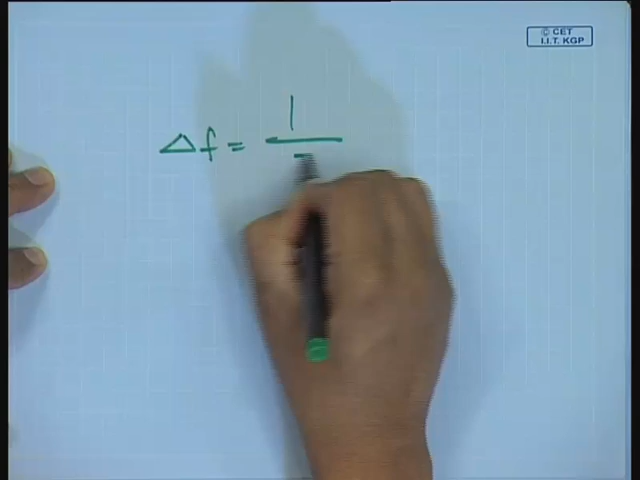 © CET
I.I.T. KGP
Δf = 1